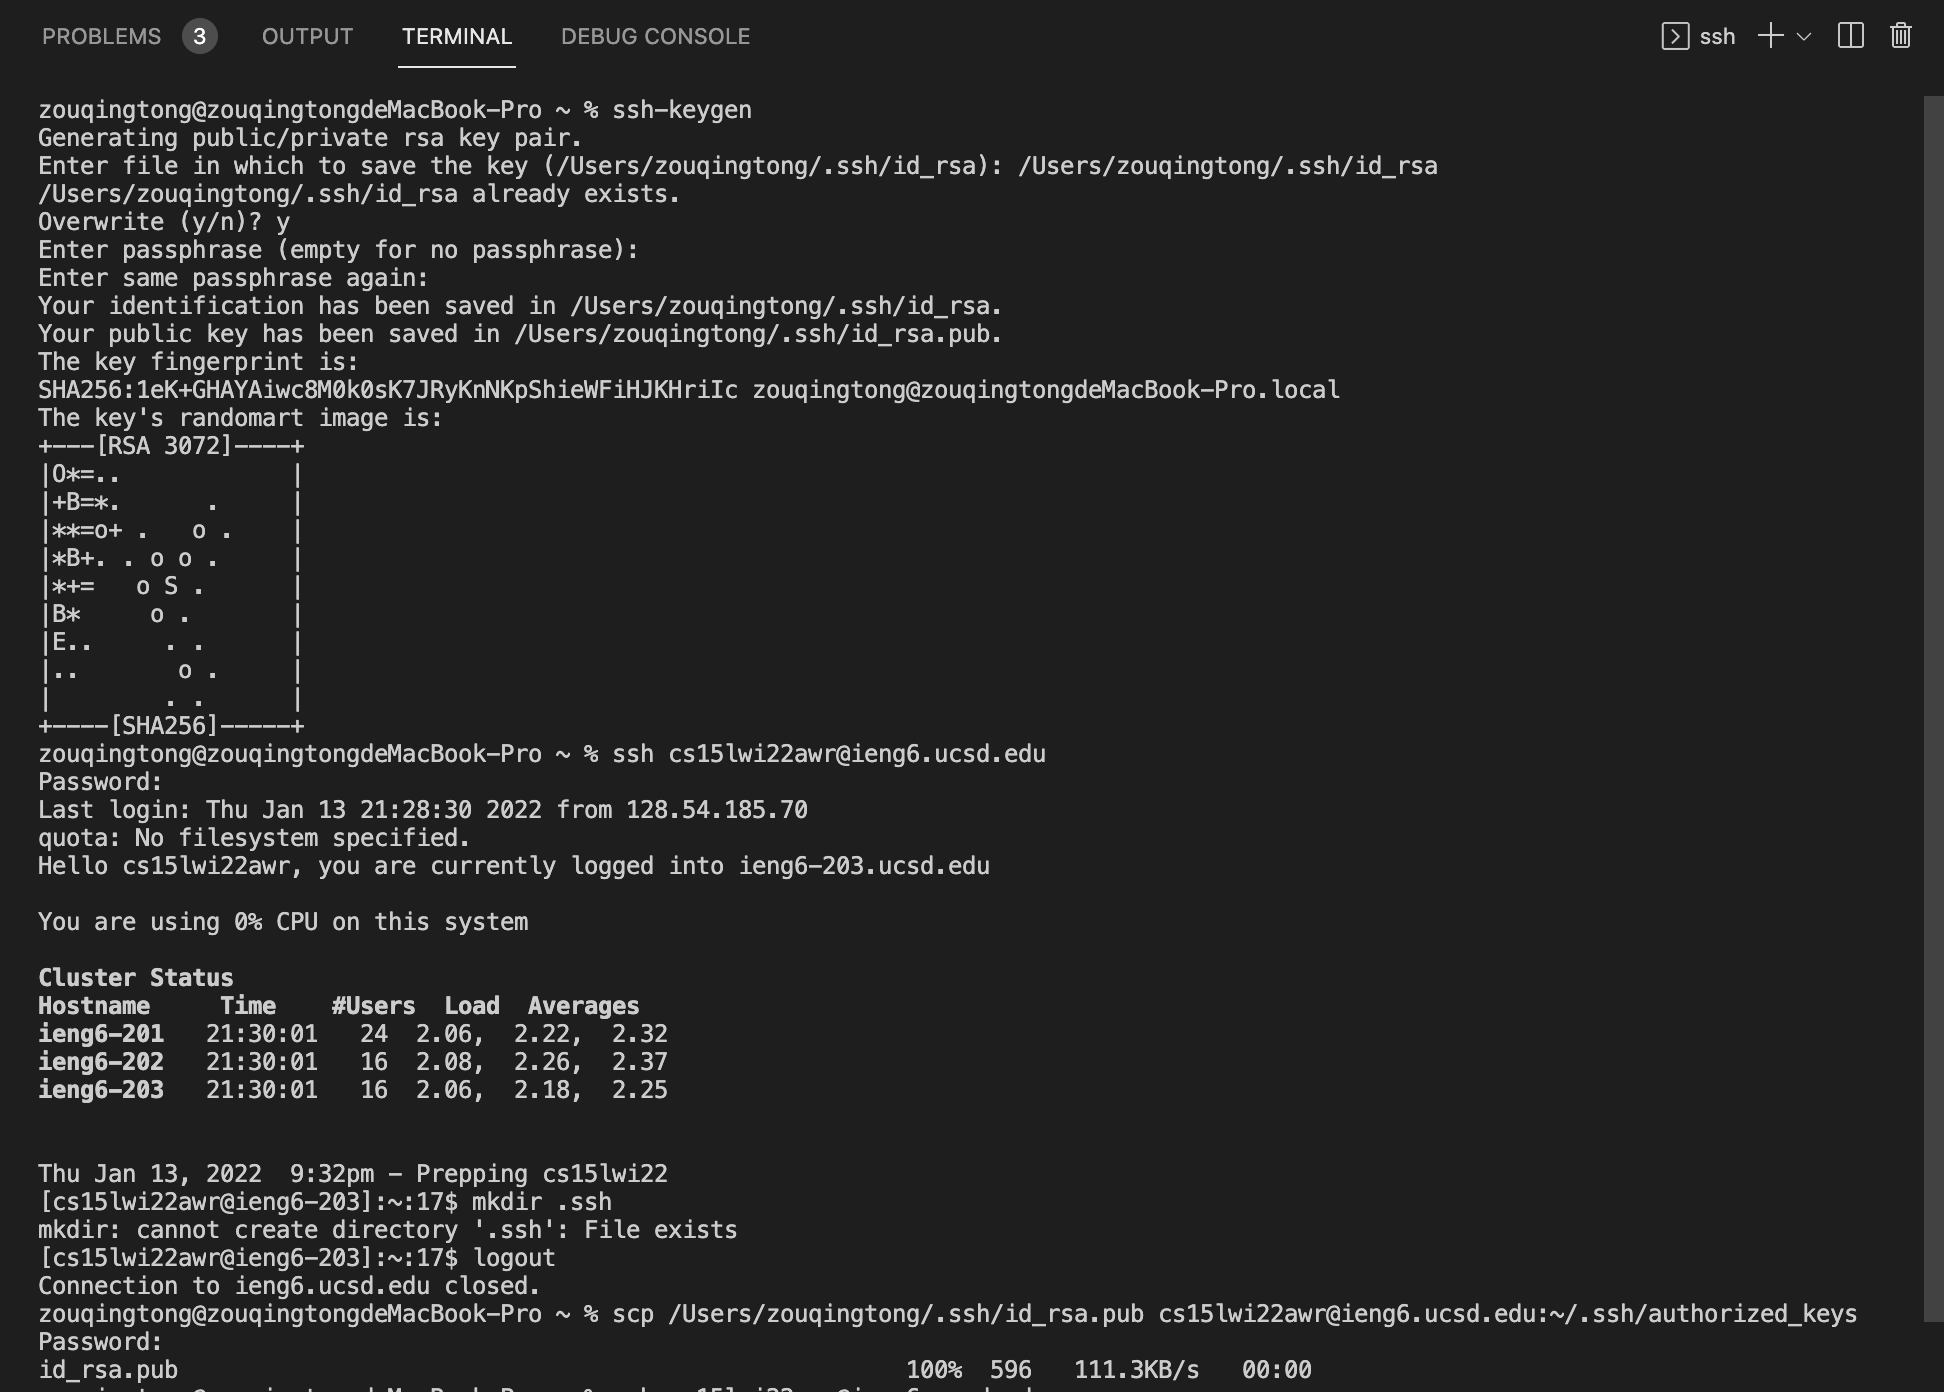 PROBLEMS 3 OUTPUT TERMINAL DEBUG CONSOLE ssh
zouqingtong@zouqingtongdeMacBook-Pro ~ % ssh-keygen
Generating public/private rsa key pair.
Enter file in which to save the key (/Users/zouqingtong/.ssh/id_rsa): /Users/zouqingtong/.ssh/id_rsa
/Users/zouqingtong/.ssh/id_rsa already exists.
Overwrite (y/n)? y
Enter passphrase (empty for no passphrase):
Enter same passphrase again:
Your identification has been saved in /Users/zouqingtong/.ssh/id_rsa.
Your public key has been saved in /Users/zouqingtong/.ssh/id_rsa.pub.
The key fingerprint is:
SHA256:1eK+GHAYAiwc8M0k0sK7JRyKnNKpShieWFiHJKHriIc zouqingtong@zouqingtongdeMacBook-Pro.local
The key's randomart image is:
+---[RSA 3072]----+
|O*=..            |
|+B=*.      .     |
|**=o+ .   o .    |
|*B+. . o o .     |
|*+=   o S .      |
|B*     o .       |
|E..     . .      |
|..       o .     |
|        . .      |
+----[SHA256]-----+
zouqingtong@zouqingtongdeMacBook-Pro ~ % ssh cs15lwi22awr@ieng6.ucsd.edu
Password:
Last login: Thu Jan 13 21:28:30 2022 from 128.54.185.70
quota: No filesystem specified.
Hello cs15lwi22awr, you are currently logged into ieng6-203.ucsd.edu
You are using 0% CPU on this system
Cluster Status
Hostname     Time    #Users  Load  Averages
ieng6-201   21:30:01   24  2.06,  2.22,  2.32
ieng6-202   21:30:01   16  2.08,  2.26,  2.37
ieng6-203   21:30:01   16  2.06,  2.18,  2.25
Thu Jan 13, 2022  9:32pm - Prepping cs15lwi22
[cs15lwi22awr@ieng6-203]:~:17$ mkdir .ssh
mkdir: cannot create directory '.ssh': File exists
[cs15lwi22awr@ieng6-203]:~:17$ logout
Connection to ieng6.ucsd.edu closed.
zouqingtong@zouqingtongdeMacBook-Pro ~ % scp /Users/zouqingtong/.ssh/id_rsa.pub cs15lwi22awr@ieng6.ucsd.edu:~/.ssh/authorized_keys
Password:
id_rsa.pub                                                    100%  596   111.3KB/s   00:00